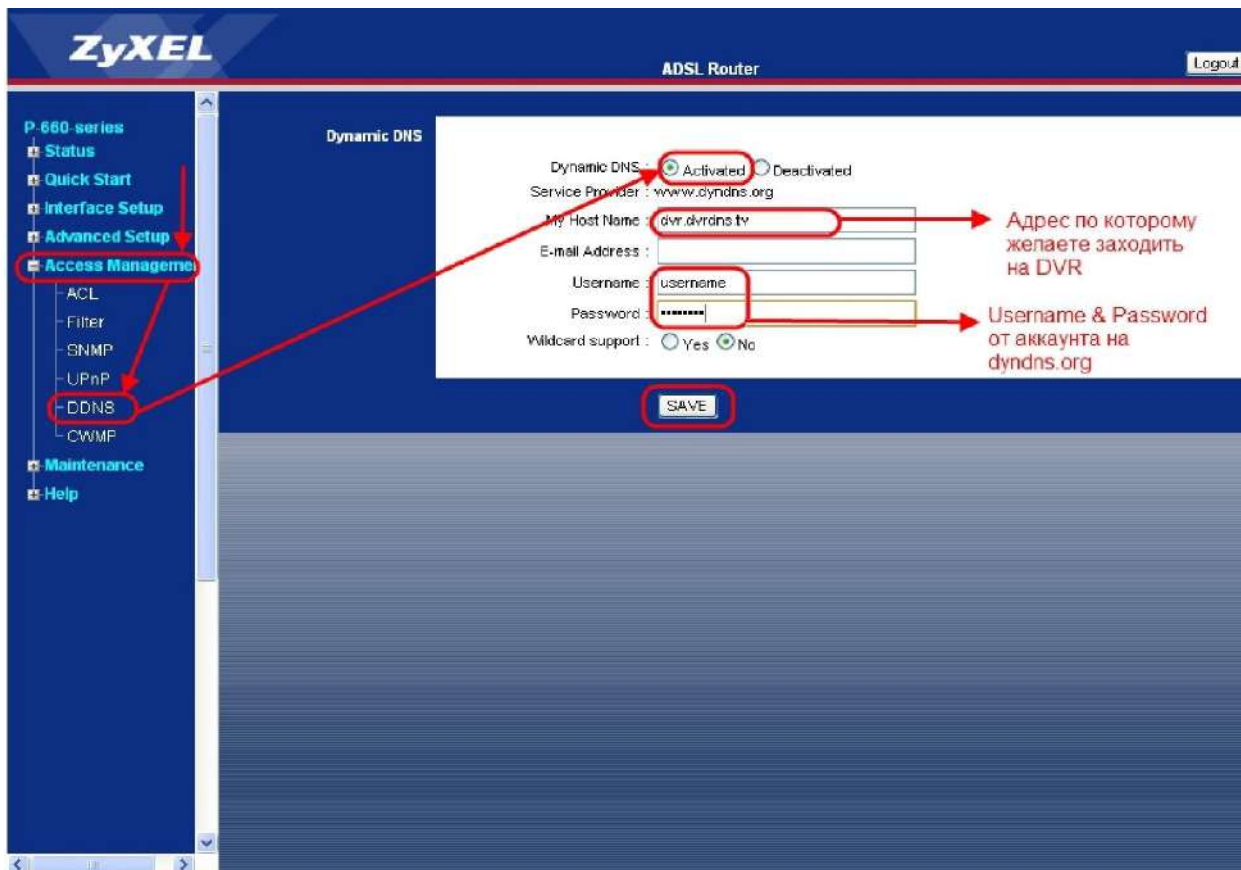 ZyXEL
ADSL Router
Logout
P-660-series
Status
Quick Start
Interface Setup
Advanced Setup
Access Manageme
ACL
Filter
SNMP
UPnP
DDNS
CWMP
Maintenance
Help
Dynamic DNS
Dynamic DNS : Activated Deactivated
Service Provider : www.dyndns.org
My Host Name : dvr.dvrdns.tv
E-mail Address :
Username : username
Password : ••••••••
Wildcard support : Yes No
SAVE
Адрес по которому
желаете заходить
на DVR
Username & Password
от аккаунта на
dyndns.org